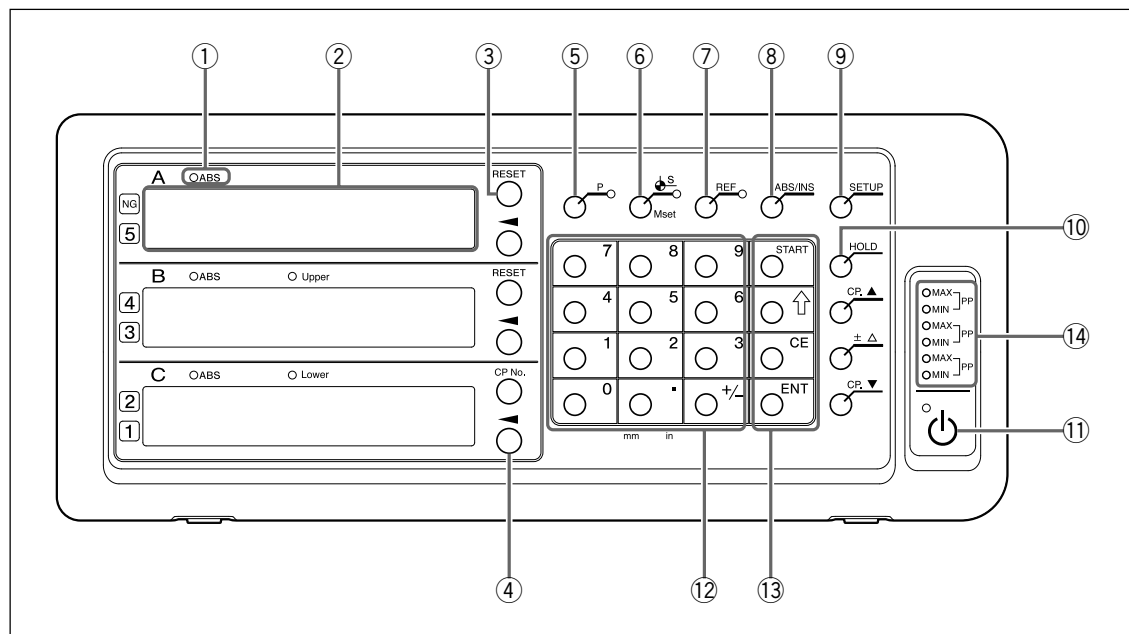 ① ② ③ ⑤ ⑥ ⑦ ⑧ ⑨
A ABS RESET
NG
5
P
S
Mset
REF
ABS/INS
SETUP
B ABS Upper RESET
4
3
C ABS Lower CP No.
2
1
7 8 9 START
4 5 6
1 2 3 CE
0 . +/- ENT
mm in
HOLD ⑩
CP. ▲
± △
CP. ▼
MAX
MIN PP
MAX
MIN PP
MAX
MIN PP
⑭
⑪
④ ⑫ ⑬